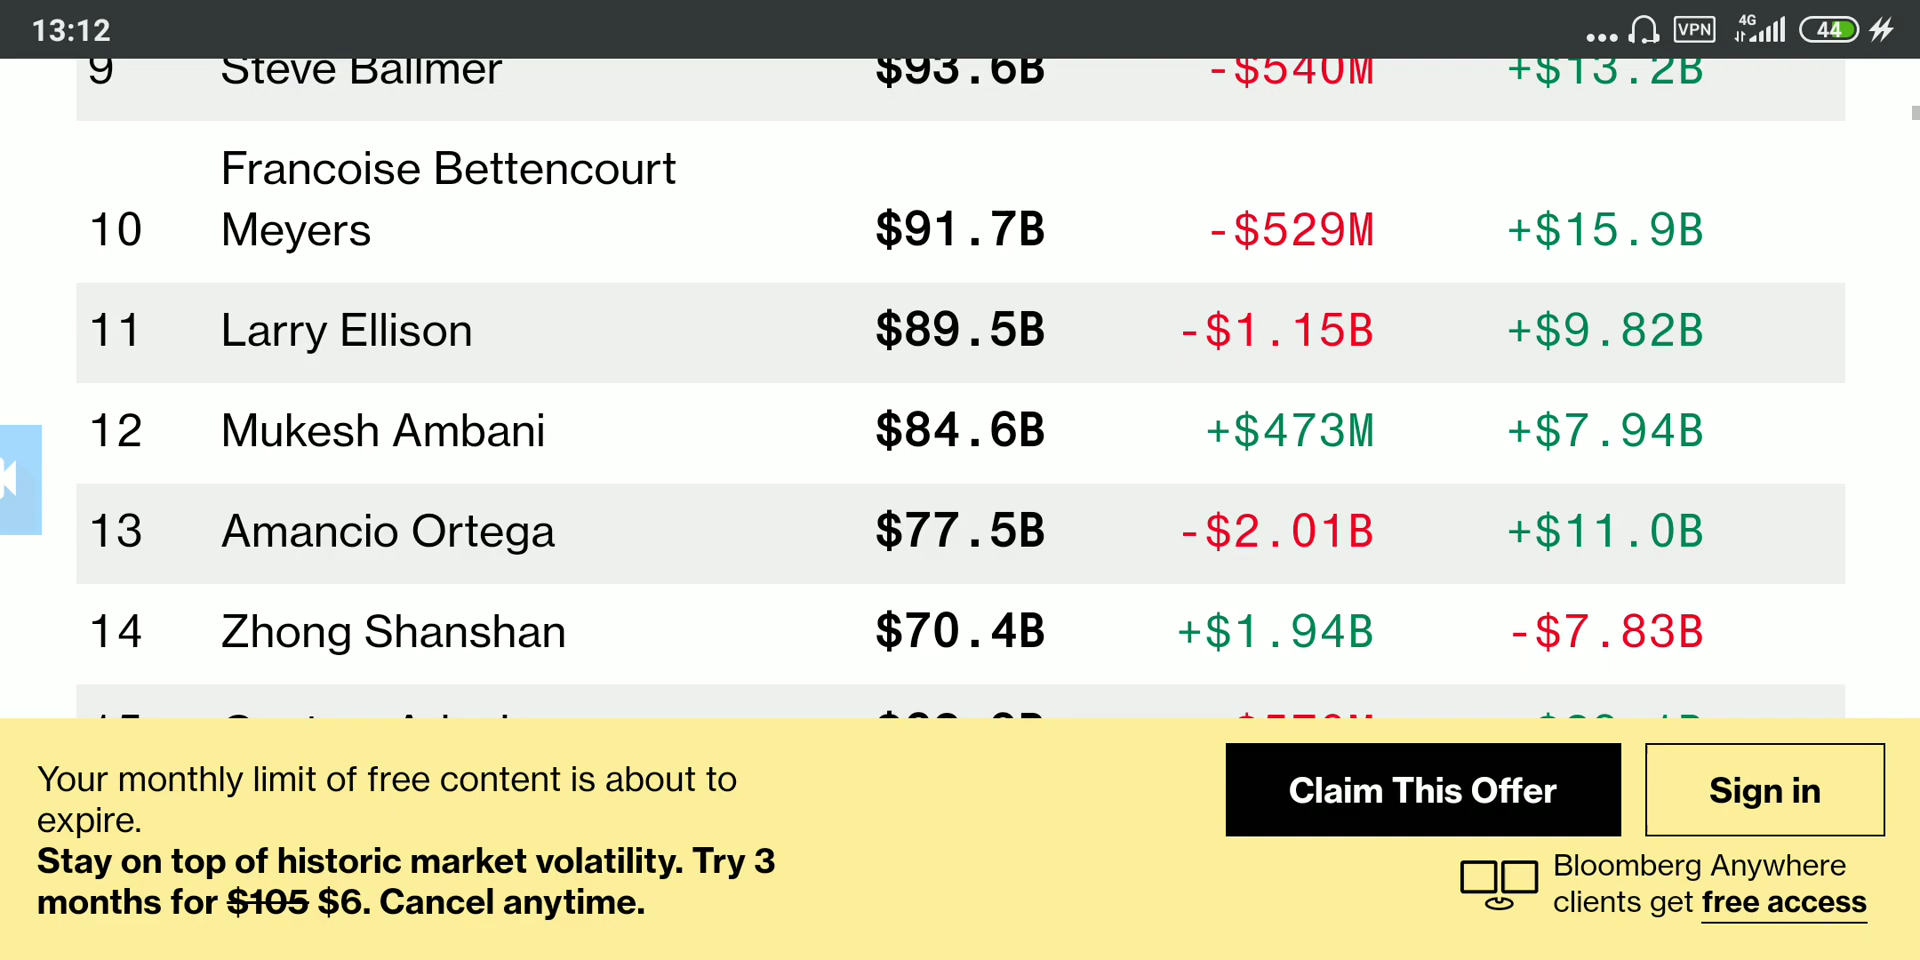 13:12 ... VPN 4G 44
9 Steve Ballmer $93.6B -$540M +$13.2B
Francoise Bettencourt
10 Meyers $91.7B -$529M +$15.9B
11 Larry Ellison $89.5B -$1.15B +$9.82B
12 Mukesh Ambani $84.6B +$473M +$7.94B
13 Amancio Ortega $77.5B -$2.01B +$11.0B
14 Zhong Shanshan $70.4B +$1.94B -$7.83B
Your monthly limit of free content is about to
expire.
Stay on top of historic market volatility. Try 3
months for $105 $6. Cancel anytime.
Claim This Offer
Sign in
Bloomberg Anywhere
clients get free access